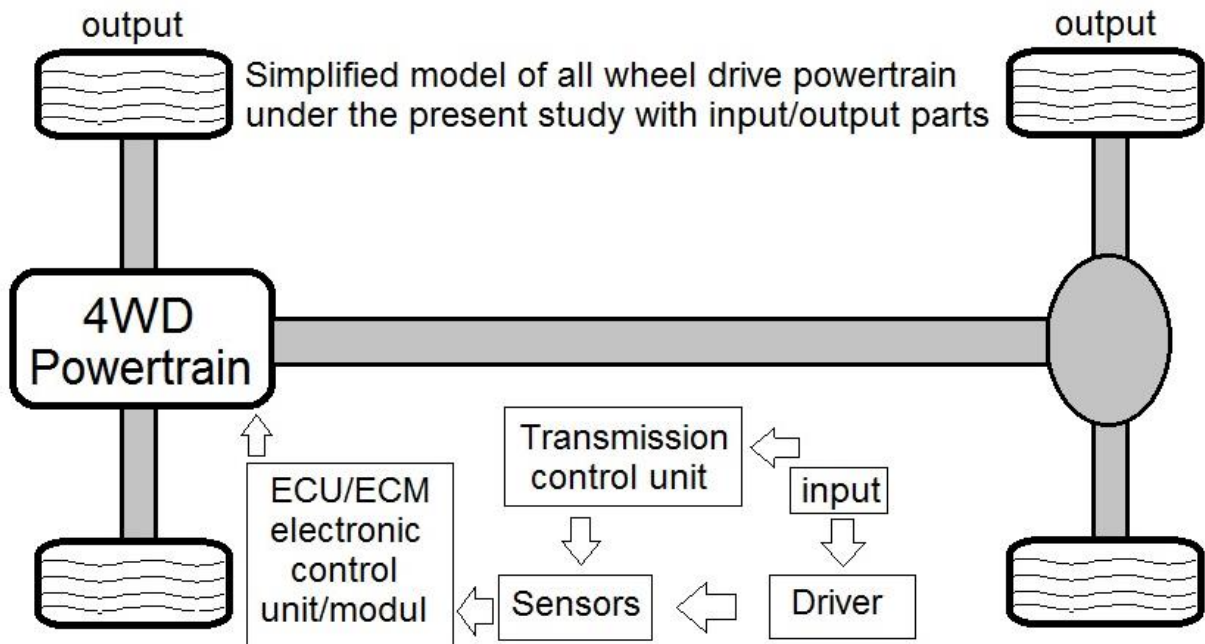 output
output
Simplified model of all wheel drive powertrain
under the present study with input/output parts
4WD
Powertrain
Transmission
control unit
input
ECU/ECM
electronic
control
unit/modul
Sensors
Driver